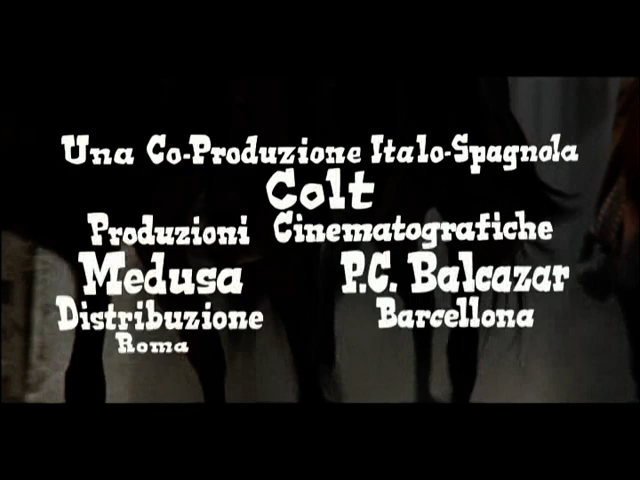 Una Co-Produzione Italo-Spagnola
Colt
Produzioni Cinematografiche
Medusa
Distribuzione
Roma
P.C. Balcazar
Barcellona